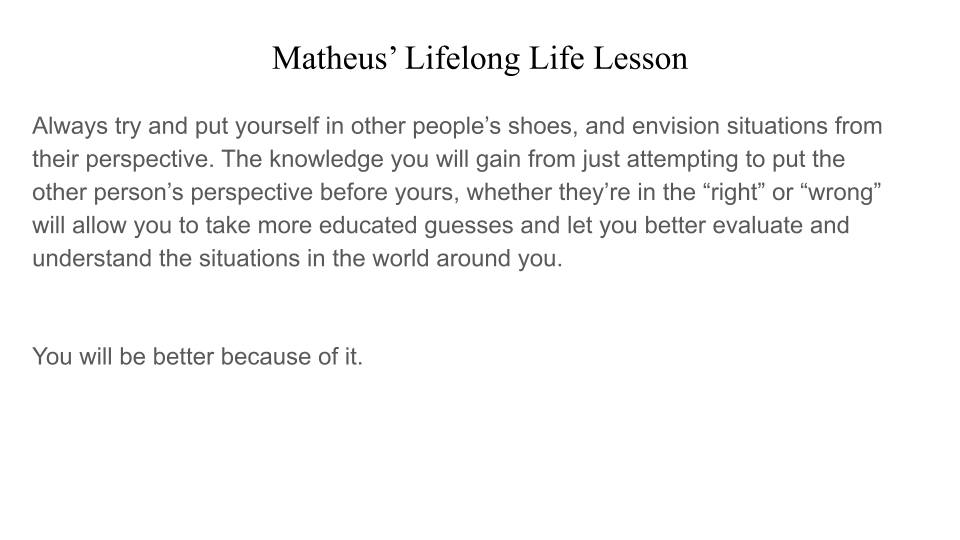 Matheus’ Lifelong Life Lesson
Always try and put yourself in other people’s shoes, and envision situations from
their perspective. The knowledge you will gain from just attempting to put the
other person’s perspective before yours, whether they’re in the “right” or “wrong”
will allow you to take more educated guesses and let you better evaluate and
understand the situations in the world around you.
You will be better because of it.